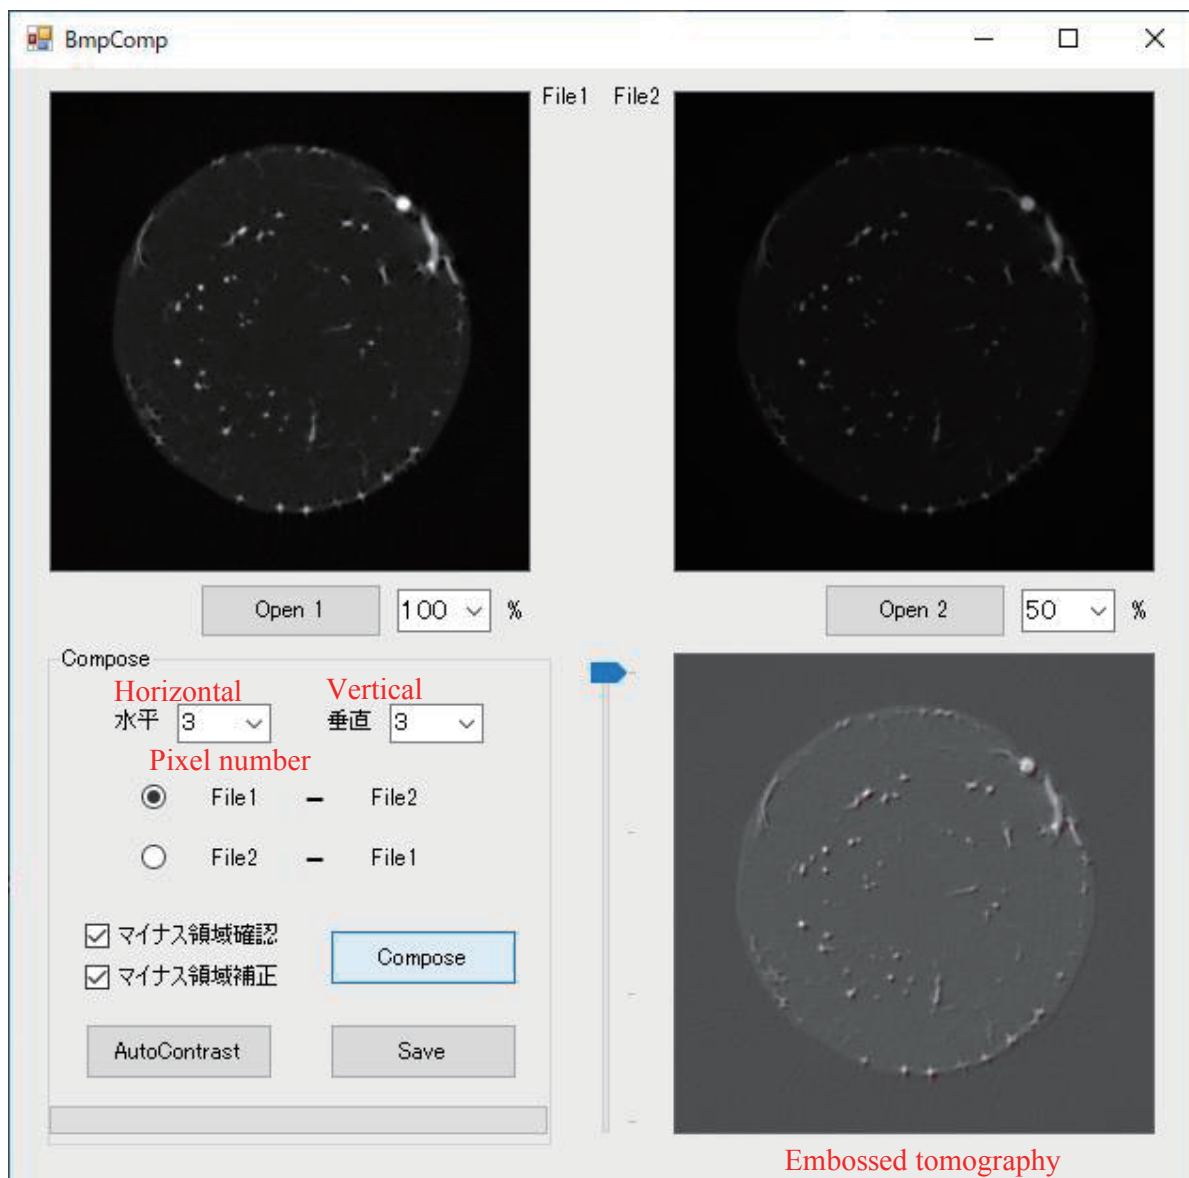 BmpComp
File1 File2
Open 1 100 %
Open 2 50 %
Compose
Horizontal Vertical
水平 3 垂直 3
Pixel number
File1 − File2
File2 − File1
マイナス領域確認
マイナス領域補正
Compose
AutoContrast Save
Embossed tomography